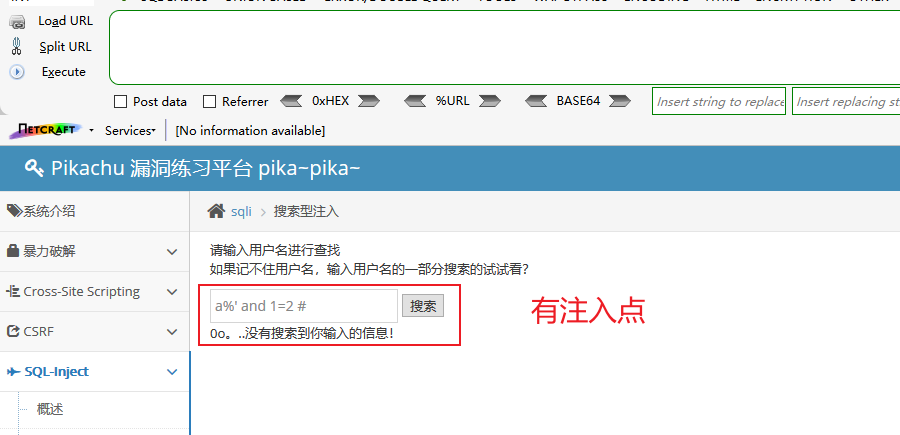 Load URL
Split URL
Execute
Post data
Referrer
0xHEX
%URL
BASE64
Insert string to replace
Insert replacing st
NETCRAFT
Services
[No information available]
Pikachu 漏洞练习平台 pika~pika~
系统介绍
sqli
搜索型注入
暴力破解
请输入用户名进行查找
如果记不住用户名，输入用户名的一部分搜索的试试看？
Cross-Site Scripting
a%' and 1=2 #
搜索
有注入点
CSRF
0o。..没有搜索到你输入的信息！
SQL-Inject
概述